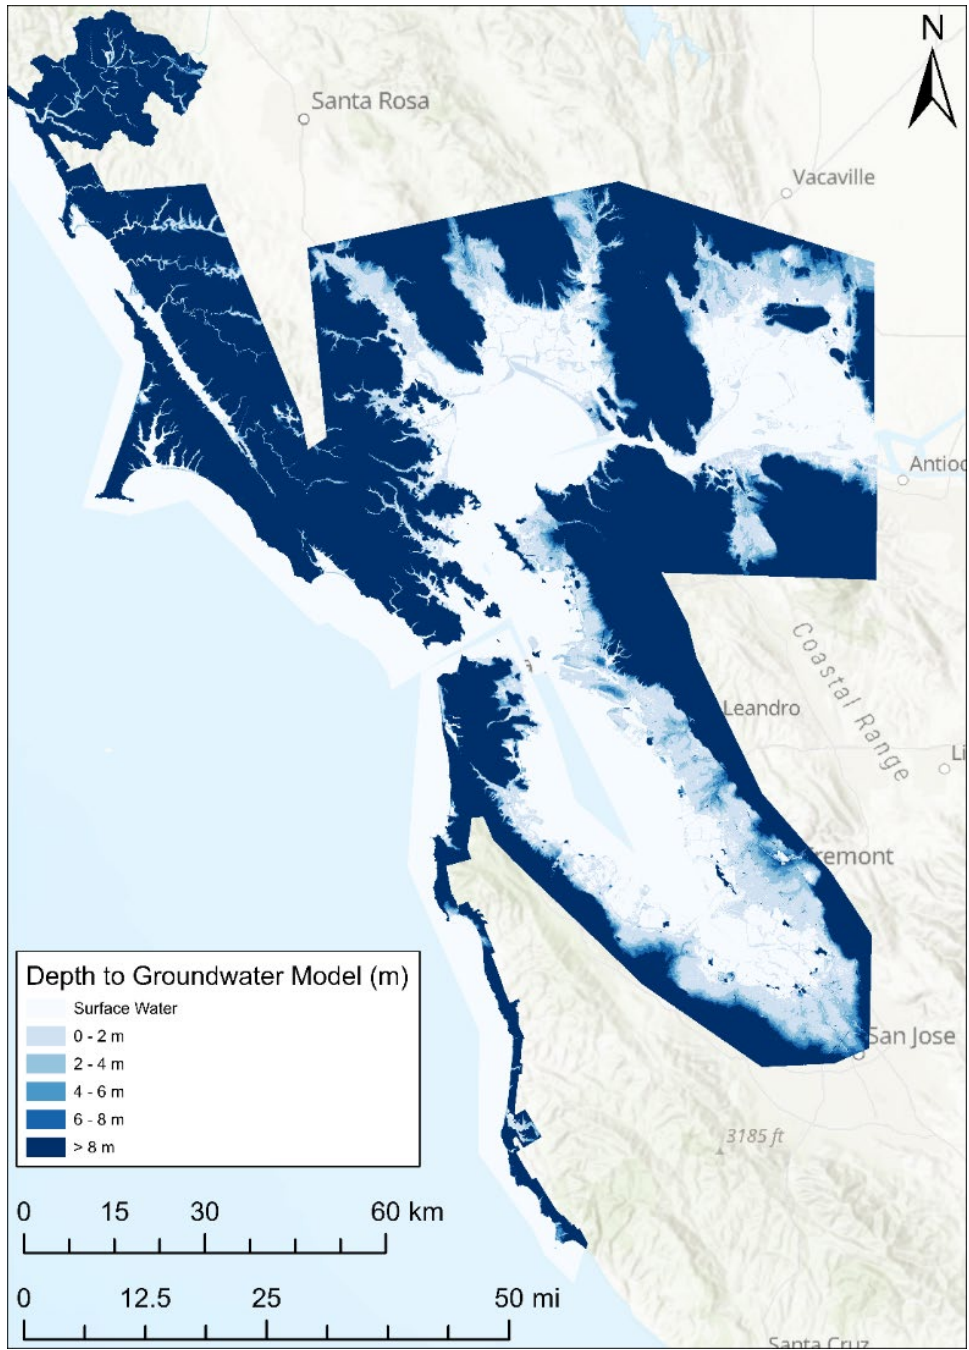 N
Santa Rosa
Vacaville
Antioc
Coastal Range
Leandro
Li
remont
San Jose
3185 ft
Depth to Groundwater Model (m)
Surface Water
0 - 2 m
2 - 4 m
4 - 6 m
6 - 8 m
> 8 m
0 15 30 60 km
0 12.5 25 50 mi
Santa Cruz